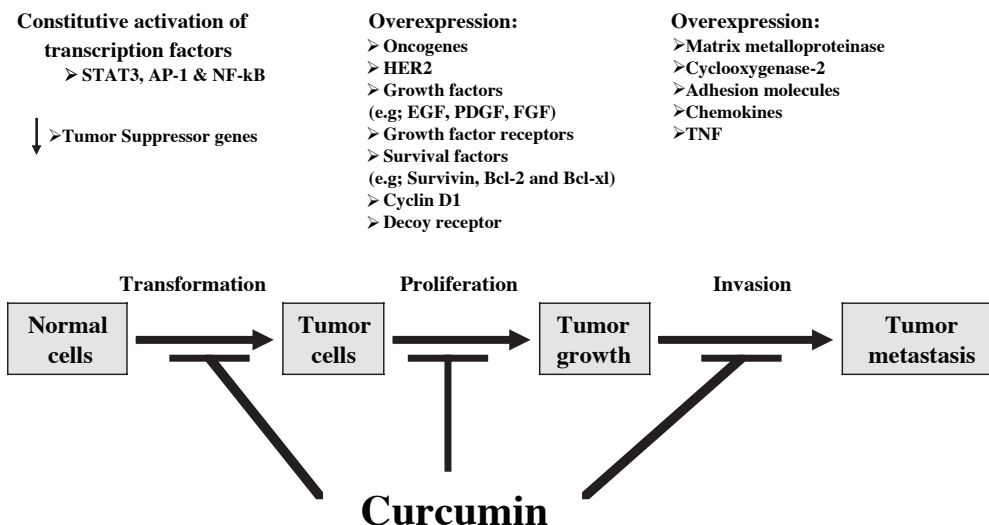 Constitutive activation of
transcription factors
➢ STAT3, AP-1 & NF-kB
➢Tumor Suppressor genes
Overexpression:
➢ Oncogenes
➢ HER2
➢ Growth factors
(e.g; EGF, PDGF, FGF)
➢ Growth factor receptors
➢ Survival factors
(e.g; Survivin, Bcl-2 and Bcl-xl)
➢ Cyclin D1
➢ Decoy receptor
Overexpression:
➢Matrix metalloproteinase
➢Cyclooxygenase-2
➢Adhesion molecules
➢Chemokines
➢TNF
Transformation
Proliferation
Invasion
Normal
cells
Tumor
cells
Tumor
growth
Tumor
metastasis
Curcumin